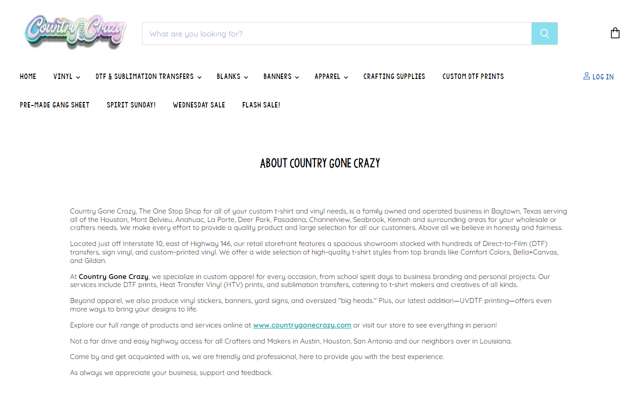 Country Gone Crazy
What are you looking for?
HOME VINYL DTF & SUBLIMATION TRANSFERS BLANKS BANNERS APPAREL CRAFTING SUPPLIES CUSTOM DTF PRINTS LOG IN
PRE-MADE GANG SHEET SPIRIT SUNDAY! WEDNESDAY SALE FLASH SALE!
ABOUT COUNTRY GONE CRAZY
Country Gone Crazy, The One Stop Shop for all of your custom t-shirt and vinyl needs, is a family owned and operated business in Baytown, Texas serving
all of the Houston, Mont Belvieu, Anahuac, La Porte, Deer Park, Pasadena, Channelview, Seabrook, Kemah and surrounding areas for your wholesale or
crafters needs. We make every effort to provide a quality product and large selection for all our customers. Above all we believe in honesty and fairness.
Located just off Interstate 10, east of Highway 146, our retail storefront features a spacious showroom stocked with hundreds of Direct-to-Film (DTF)
transfers, sign vinyl, and custom-printed vinyl. We offer a wide selection of high-quality t-shirt styles from top brands like Comfort Colors, Bella+Canvas,
and Gildan.
At Country Gone Crazy, we specialize in custom apparel for every occasion, from school spirit days to business branding and personal projects. Our
services include DTF prints, Heat Transfer Vinyl (HTV) prints, and sublimation transfers, catering to t-shirt makers and creatives of all kinds.
Beyond apparel, we also produce vinyl stickers, banners, yard signs, and oversized "big heads." Plus, our latest addition—UVDTF printing—offers even
more ways to bring your designs to life.
Explore our full range of products and services online at www.countrygonecrazy.com or visit our store to see everything in person!
Not a far drive and easy highway access for all Crafters and Makers in Austin, Houston, San Antonio and our neighbors over in Louisiana.
Come by and get acquainted with us, we are friendly and professional, here to provide you with the best experience.
As always we appreciate your business, support and feedback.